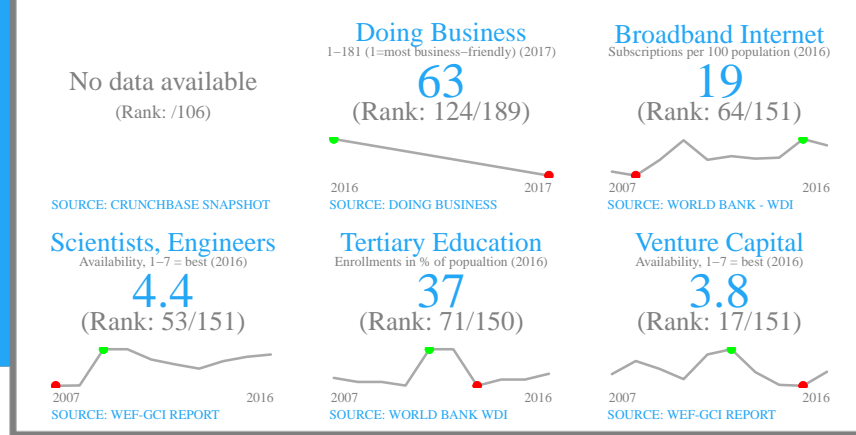 No data available
(Rank: /106)
SOURCE: CRUNCHBASE SNAPSHOT
Doing Business
1−181 (1=most business−friendly) (2017)
63
(Rank: 124/189)
2016 2017
SOURCE: DOING BUSINESS
Broadband Internet
Subscriptions per 100 population (2016)
19
(Rank: 64/151)
2007 2016
SOURCE: WORLD BANK - WDI
Scientists, Engineers
Availability, 1−7 = best (2016)
4.4
(Rank: 53/151)
2007 2016
SOURCE: WEF-GCI REPORT
Tertiary Education
Enrollments in % of popualtion (2016)
37
(Rank: 71/150)
2007 2016
SOURCE: WORLD BANK WDI
Venture Capital
Availability, 1−7 = best (2016)
3.8
(Rank: 17/151)
2007 2016
SOURCE: WEF-GCI REPORT